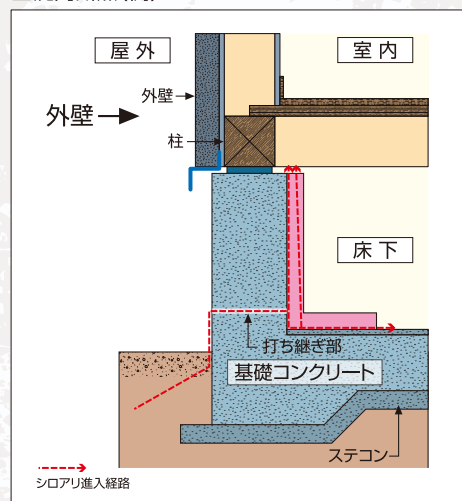 屋外
室内
外壁
外壁
柱
床下
打ち継ぎ部
基礎コンクリート
ステコン
シロアリ進入経路